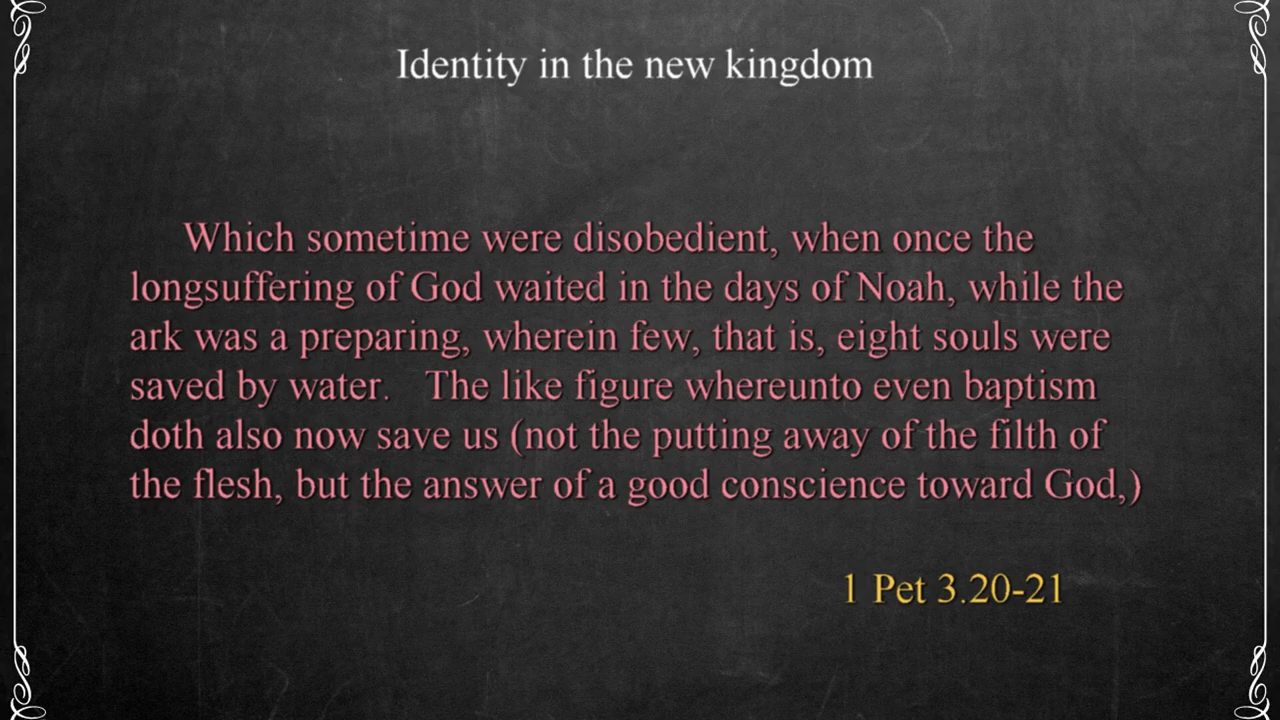 Identity in the new kingdom
Which sometime were disobedient, when once the
longsuffering of God waited in the days of Noah, while the
ark was a preparing, wherein few, that is, eight souls were
saved by water.   The like figure whereunto even baptism
doth also now save us (not the putting away of the filth of
the flesh, but the answer of a good conscience toward God,)
1 Pet 3.20-21